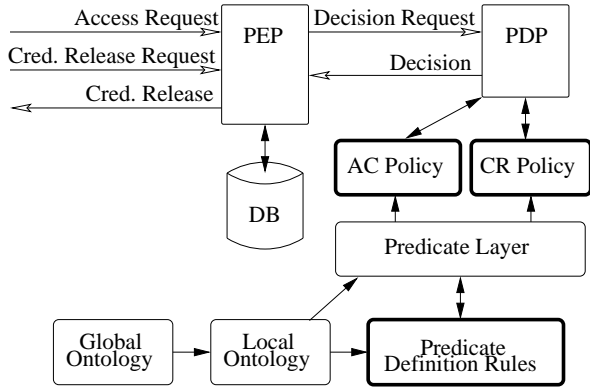 Access Request
PEP
Decision Request
PDP
Cred. Release Request
Decision
Cred. Release
AC Policy
CR Policy
DB
Predicate Layer
Global
Ontology
Local
Ontology
Predicate
Definition Rules